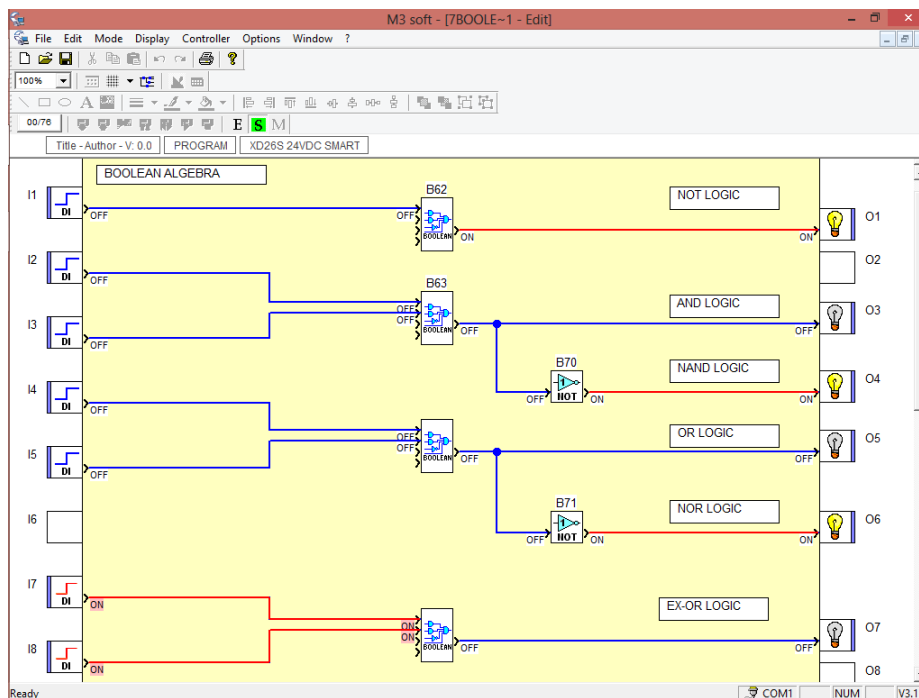 M3 soft - [7BOOLE~1 - Edit]
File Edit Mode Display Controller Options Window ?
100%
A
00/76 E S M
Title - Author - V: 0.0 PROGRAM XD26S 24VDC SMART
BOOLEAN ALGEBRA
I1 DI OFF OFF B62 BOOLEAN ON NOT LOGIC ON O1
I2 DI OFF O2
B63 AND LOGIC
I3 DI OFF OFF OFF BOOLEAN OFF OFF O3
B70 NAND LOGIC
I4 DI OFF OFF 1 NOT ON ON O4
OR LOGIC
I5 DI OFF OFF OFF BOOLEAN OFF OFF O5
B71 NOR LOGIC
I6 OFF 1 NOT ON ON O6
I7 DI ON EX-OR LOGIC
I8 DI ON ON ON BOOLEAN OFF OFF O7
O8
Ready COM1 NUM V3.1